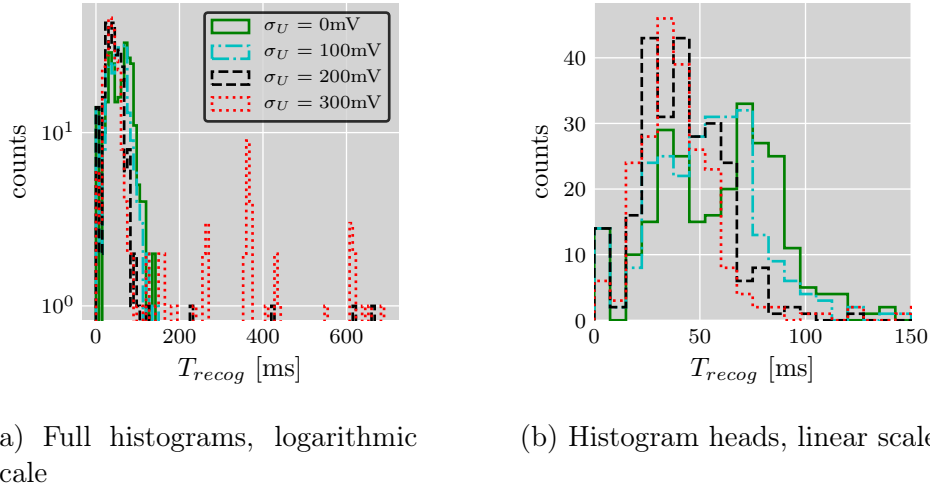 σ_U = 0mV
σ_U = 100mV
σ_U = 200mV
σ_U = 300mV
counts
10^1
10^0
0
200
400
600
T_recog [ms]
counts
40
30
20
10
0
0
50
100
150
T_recog [ms]
a) Full histograms, logarithmic
cale
(b) Histogram heads, linear scale